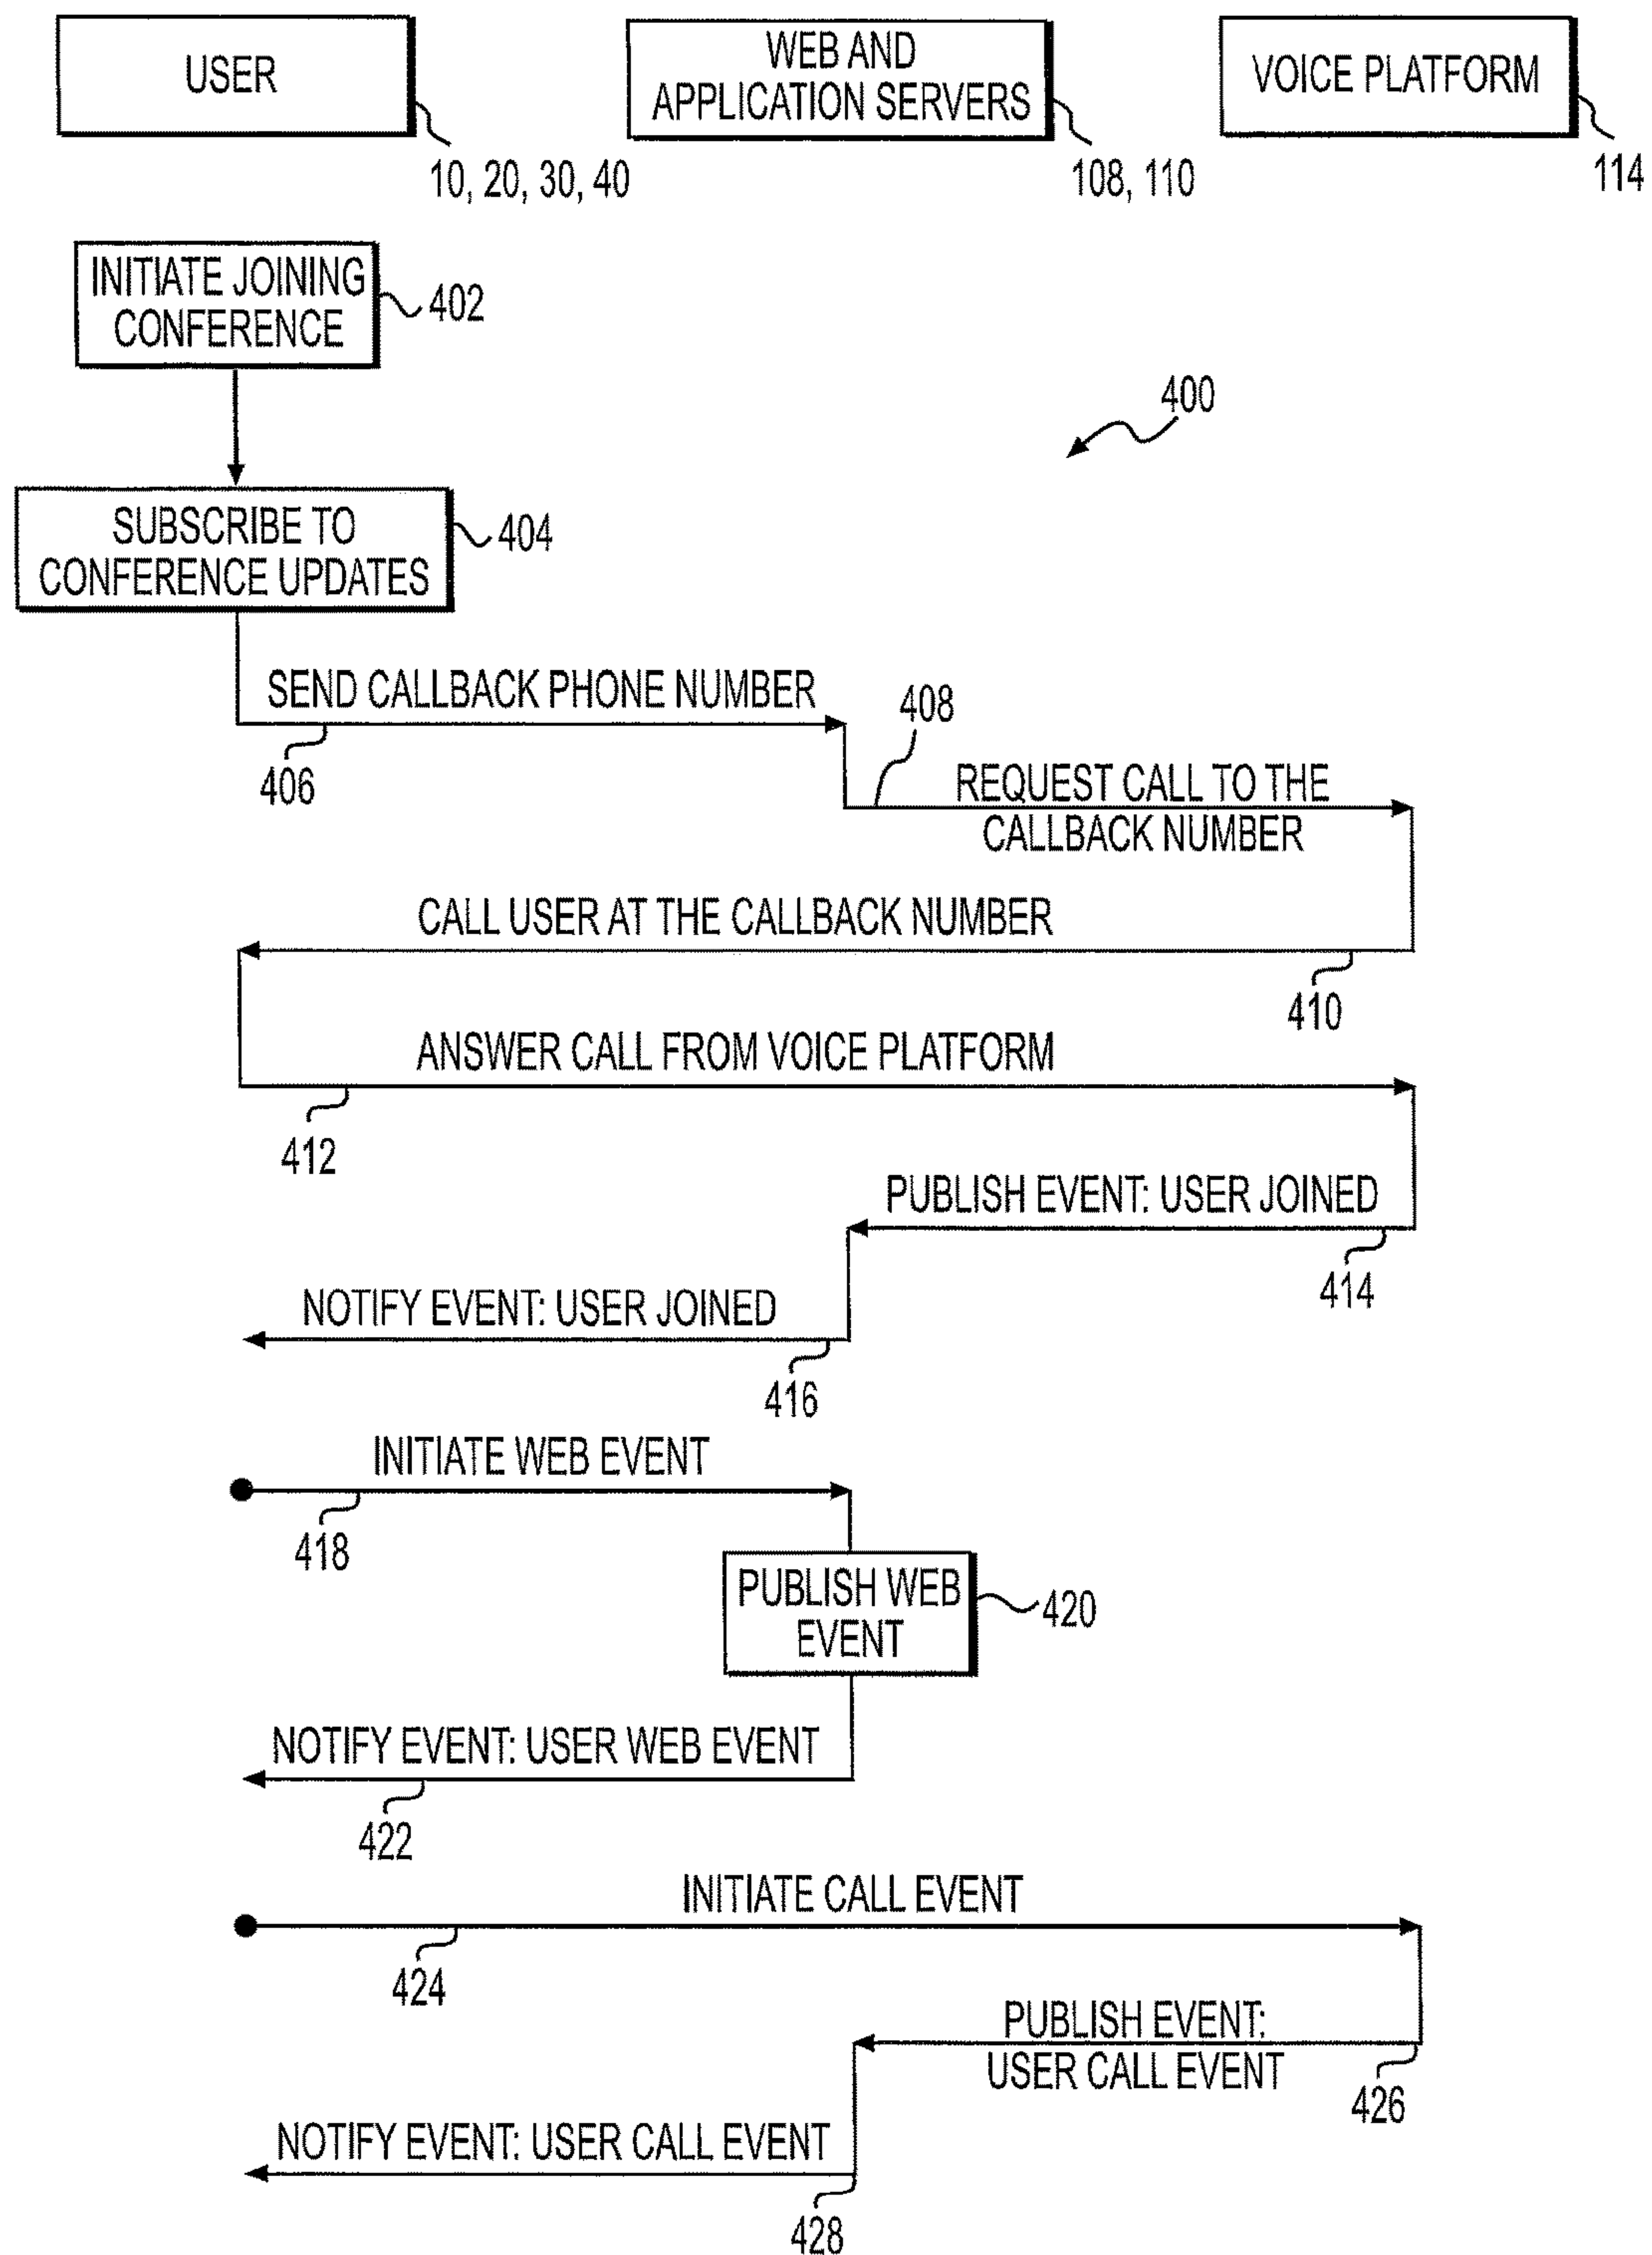 USER
WEB AND
APPLICATION SERVERS
VOICE PLATFORM
10, 20, 30, 40
108, 110
114
INITIATE JOINING
CONFERENCE
402
400
SUBSCRIBE TO
CONFERENCE UPDATES
404
SEND CALLBACK PHONE NUMBER
406
408
REQUEST CALL TO THE
CALLBACK NUMBER
CALL USER AT THE CALLBACK NUMBER
410
ANSWER CALL FROM VOICE PLATFORM
412
PUBLISH EVENT: USER JOINED
414
NOTIFY EVENT: USER JOINED
416
INITIATE WEB EVENT
418
PUBLISH WEB
EVENT
420
NOTIFY EVENT: USER WEB EVENT
422
INITIATE CALL EVENT
424
PUBLISH EVENT:
USER CALL EVENT
426
NOTIFY EVENT: USER CALL EVENT
428